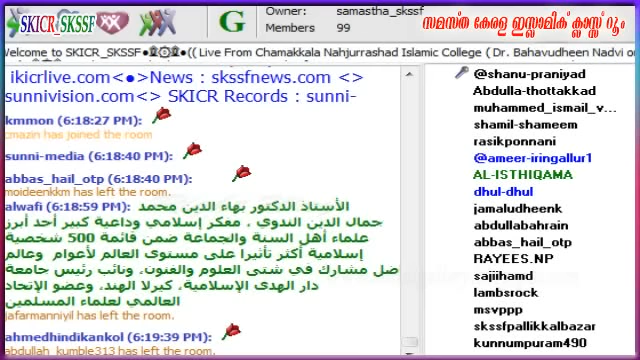 SKICR_SKSSF
Owner: samastha_skssf
Members 99
സമസ്ത കേരള ഇസ്ലാമിക് ക്ലാസ്സ് റൂം
Welcome to SKICR_SKSSF●۩۞۩●(( Live From Chamakkala Nahjurrashad Islamic College ( Dr. Bahavudheen Nadvi on
ikicrlive.com<●>News : skssfnews.com <>
sunnivision.com<> SKICR Records : sunni-
kmmon (6:18:27 PM):
cmazin has joined the room
sunni-media (6:18:40 PM):
abbas_hail_otp (6:18:40 PM):
moideenkkm has left the room.
alwafi (6:18:59 PM): الأستاذ الدكتور بهاء الدين محمد
جمال الدين الندوي ، مفكر إسلامي وداعية كبير أحد أبرز
علماء أهل السنة والجماعة ضمن قائمة 500 شخصية
إسلامية أكثر تأثيرا على مستوى العالم لأعوام وعالم
ضل مشارك في شتى العلوم والفنون، ونائب رئيس جامعة
دار الهدى الإسلامية، كيرلا الهند، وعضو الإتحاد
العالمي لعلماء المسلمين
jafarmanniyil has left the room.
ahmedhindikankol (6:19:39 PM):
abdullah_kumble313 has left the room.
@shanu-praniyad
Abdulla-thottakkad
muhammed_ismail_v...
shamil-shameem
rasikponnani
@ameer-iringallur1
AL-ISTHIQAMA
dhul-dhul
jamaludheenk
abdullabahrain
abbas_hail_otp
RAYEES.NP
sajiihamd
lambsrock
msvppp
skssfpallikkalbazar
kunnumpuram490